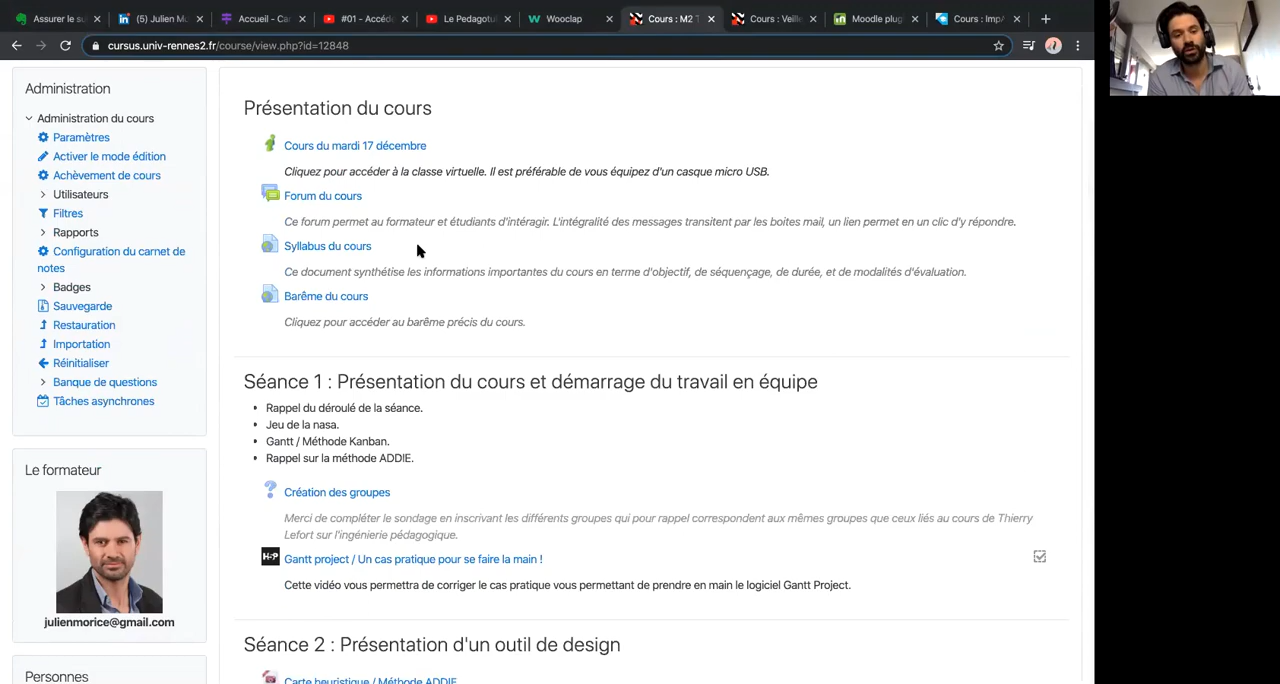 Assurer le su
(5) Julien Mo
Accueil - Car
#01 - Accéde
Le Pedagotu
Wooclap
Cours : M2 T
Cours : Veille
Moodle plug
Cours : Imp/
cursus.univ-rennes2.fr/course/view.php?id=12848
Administration
Administration du cours
Paramètres
Activer le mode édition
Achèvement de cours
Utilisateurs
Filtres
Rapports
Configuration du carnet de
notes
Badges
Sauvegarde
Restauration
Importation
Réinitialiser
Banque de questions
Tâches asynchrones
Le formateur
julienmorice@gmail.com
Personnes
Présentation du cours
Cours du mardi 17 décembre
Cliquez pour accéder à la classe virtuelle. Il est préférable de vous équipez d'un casque micro USB.
Forum du cours
Ce forum permet au formateur et étudiants d'intéragir. L'intégralité des messages transitent par les boites mail, un lien permet en un clic d'y répondre.
Syllabus du cours
Ce document synthétise les informations importantes du cours en terme d'objectif, de séquençage, de durée, et de modalités d'évaluation.
Barême du cours
Cliquez pour accéder au barême précis du cours.
Séance 1 : Présentation du cours et démarrage du travail en équipe
Rappel du déroulé de la séance.
Jeu de la nasa.
Gantt / Méthode Kanban.
Rappel sur la méthode ADDIE.
Création des groupes
Merci de compléter le sondage en inscrivant les différents groupes qui pour rappel correspondent aux mêmes groupes que ceux liés au cours de Thierry
Lefort sur l'ingénierie pédagogique.
H-P Gantt project / Un cas pratique pour se faire la main !
Cette vidéo vous permettra de corriger le cas pratique vous permettant de prendre en main le logiciel Gantt Project.
Séance 2 : Présentation d'un outil de design
Carte heuristique / Méthode ADDIE